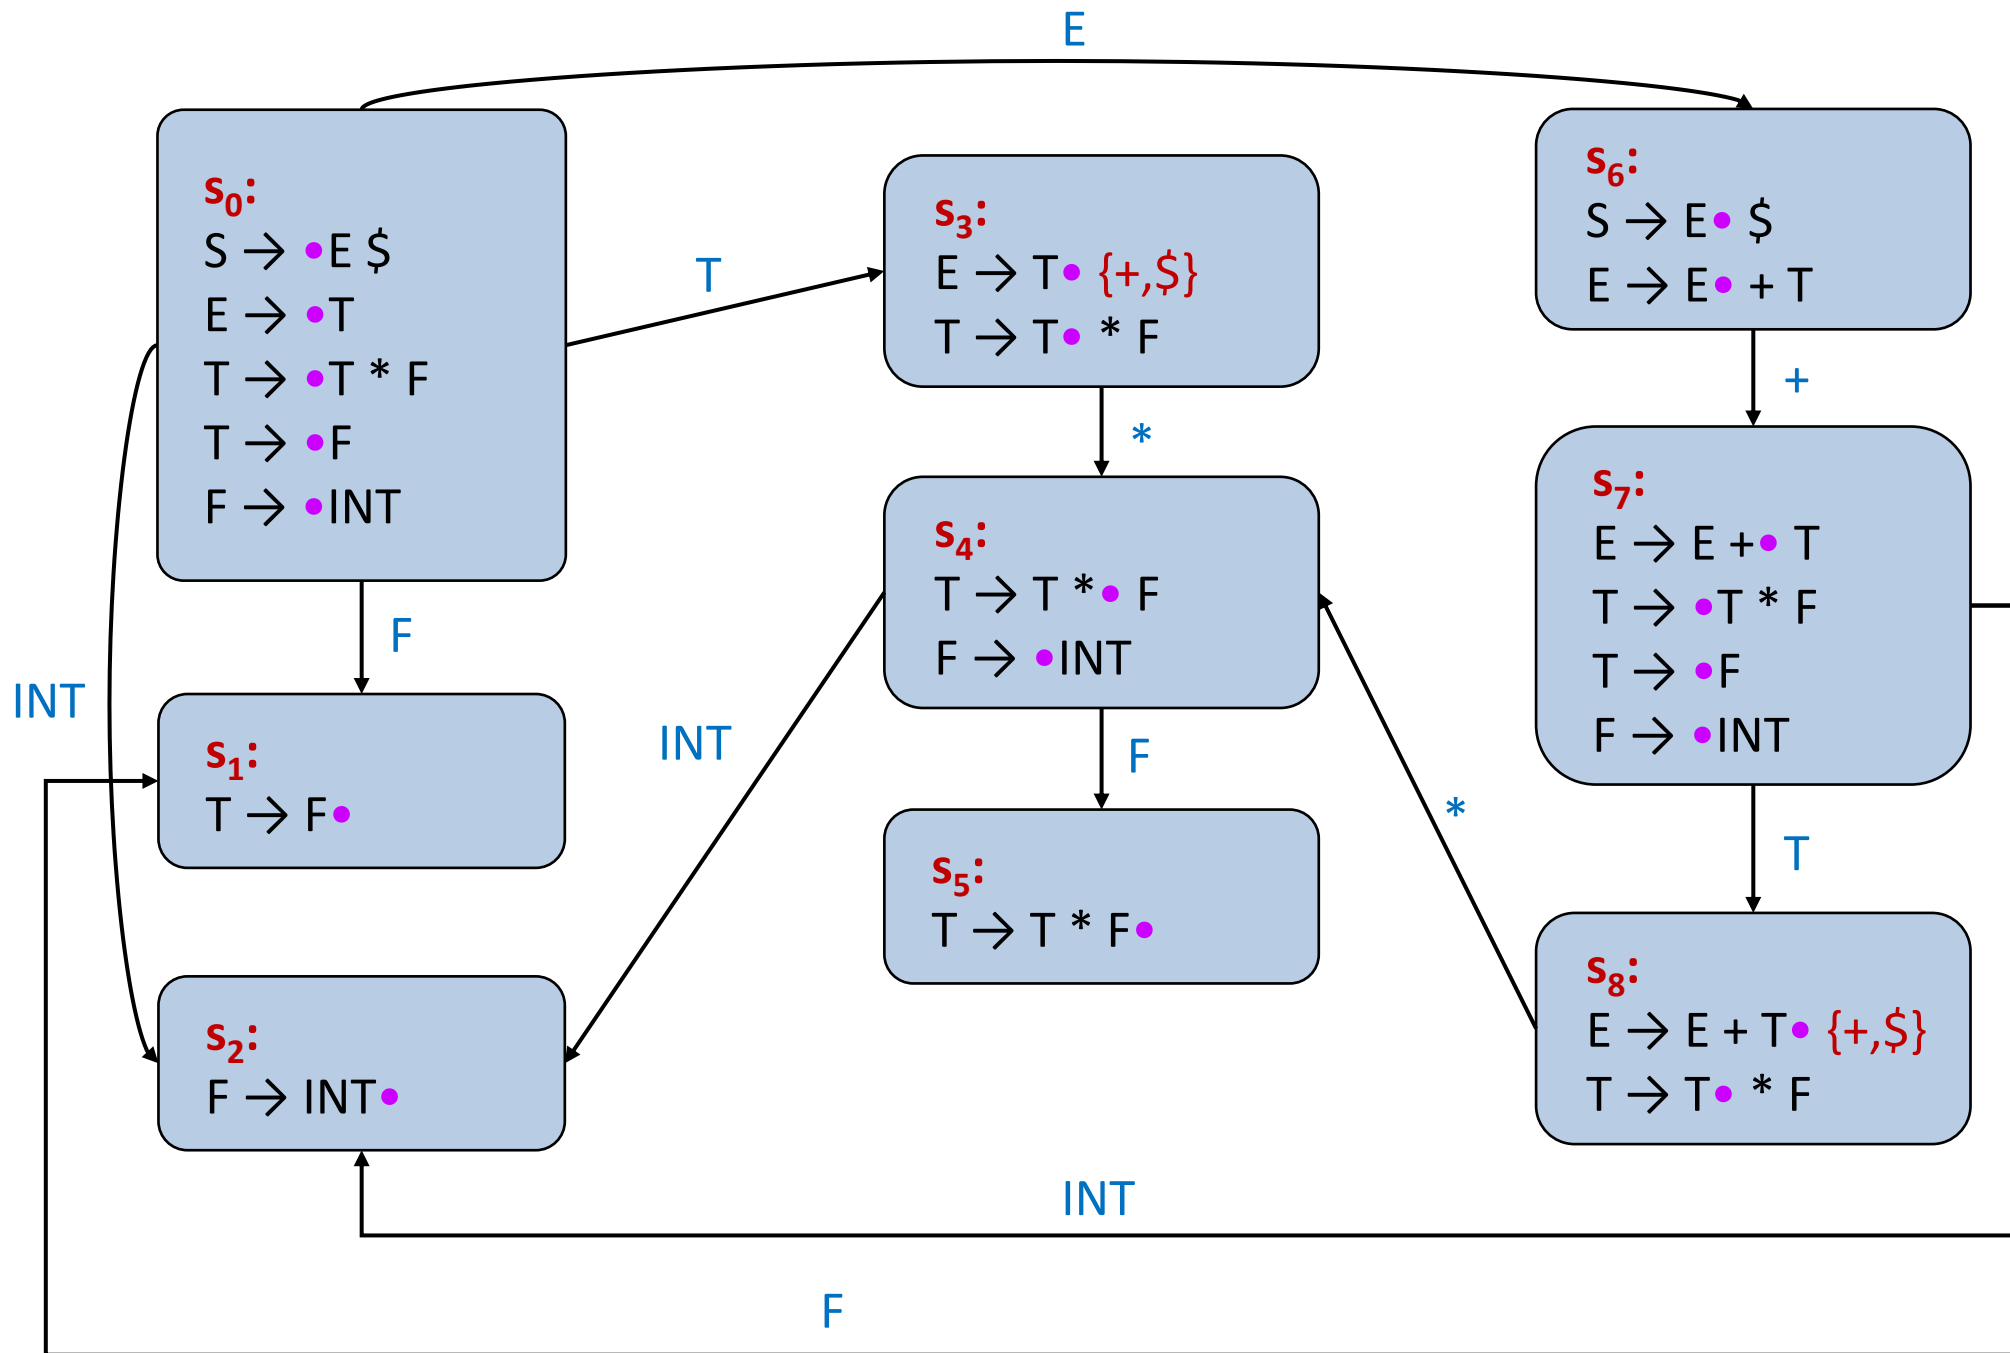 E
s₀:
S → •E $
E → •T
T → •T * F
T → •F
F → •INT
T
s₃:
E → T• {+,$}
T → T• * F
s₆:
S → E• $
E → E• + T
*
+
s₄:
T → T *• F
F → •INT
s₇:
E → E +• T
T → •T * F
T → •F
F → •INT
F
INT
s₁:
T → F•
INT
F
*
T
s₅:
T → T * F•
s₈:
E → E + T• {+,$}
T → T• * F
s₂:
F → INT•
INT
F